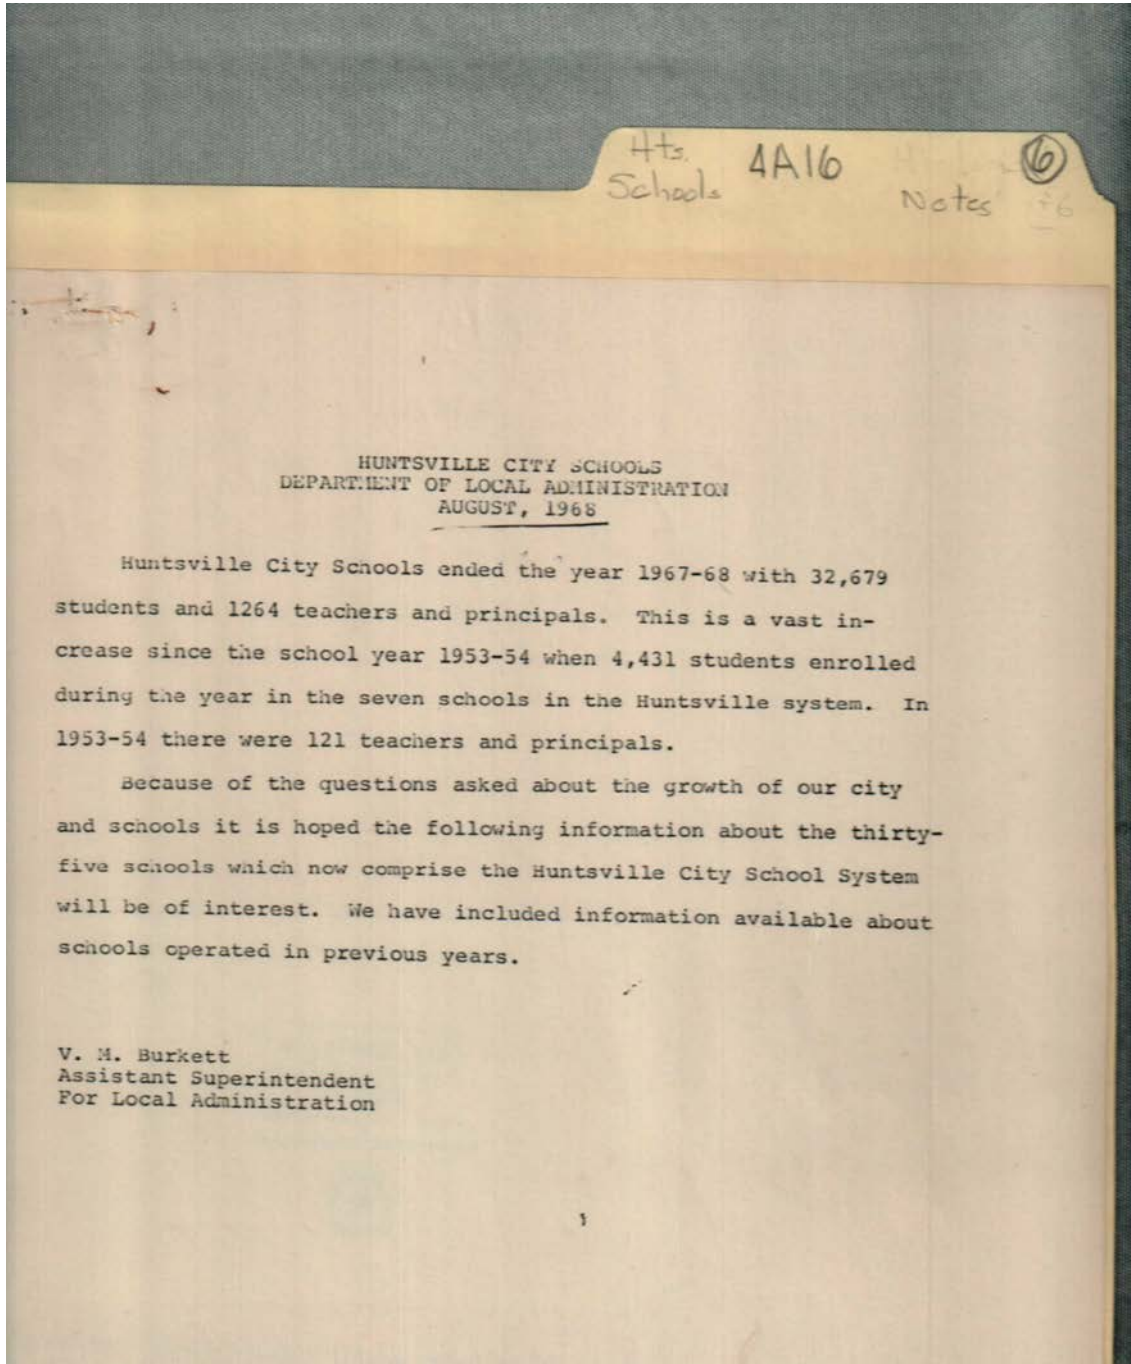 Hts. 4A16 6
Schools Notes
HUNTSVILLE CITY SCHOOLS
DEPARTMENT OF LOCAL ADMINISTRATION
AUGUST, 1968
Huntsville City Schools ended the year 1967-68 with 32,679
students and 1264 teachers and principals. This is a vast in-
crease since the school year 1953-54 when 4,431 students enrolled
during the year in the seven schools in the Huntsville system. In
1953-54 there were 121 teachers and principals.
Because of the questions asked about the growth of our city
and schools it is hoped the following information about the thirty-
five schools which now comprise the Huntsville City School System
will be of interest. We have included information available about
schools operated in previous years.
V. M. Burkett
Assistant Superintendent
For Local Administration